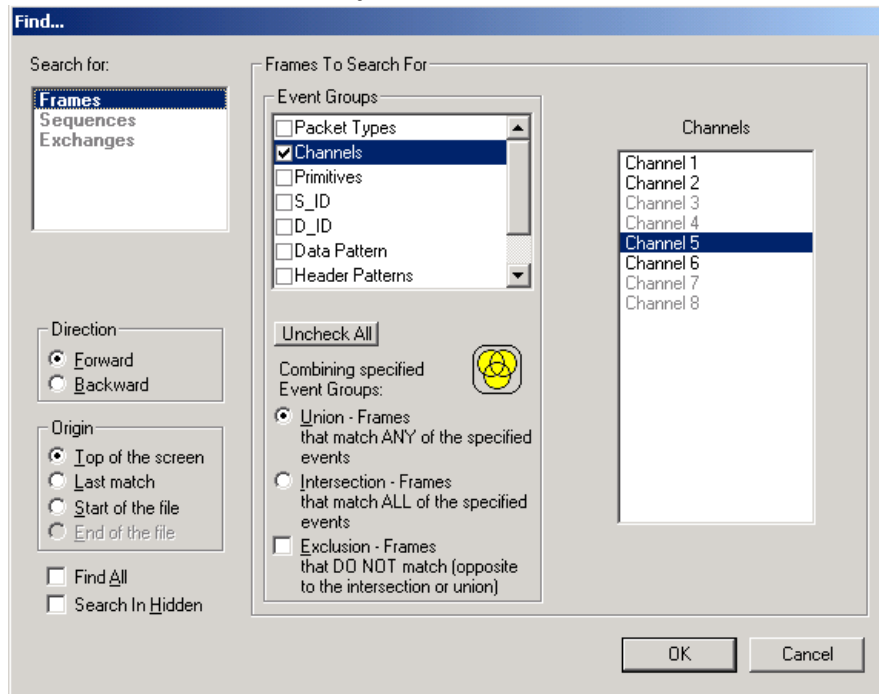 Find...
Search for:
Frames
Sequences
Exchanges
Direction
Forward
Backward
Origin
Top of the screen
Last match
Start of the file
End of the file
Find All
Search In Hidden
Frames To Search For
Event Groups
Packet Types
Channels
Primitives
S_ID
D_ID
Data Pattern
Header Patterns
Uncheck All
Combining specified
Event Groups:
Union - Frames
that match ANY of the specified
events
Intersection - Frames
that match ALL of the specified
events
Exclusion - Frames
that DO NOT match (opposite
to the intersection or union)
Channels
Channel 1
Channel 2
Channel 3
Channel 4
Channel 5
Channel 6
Channel 7
Channel 8
OK
Cancel